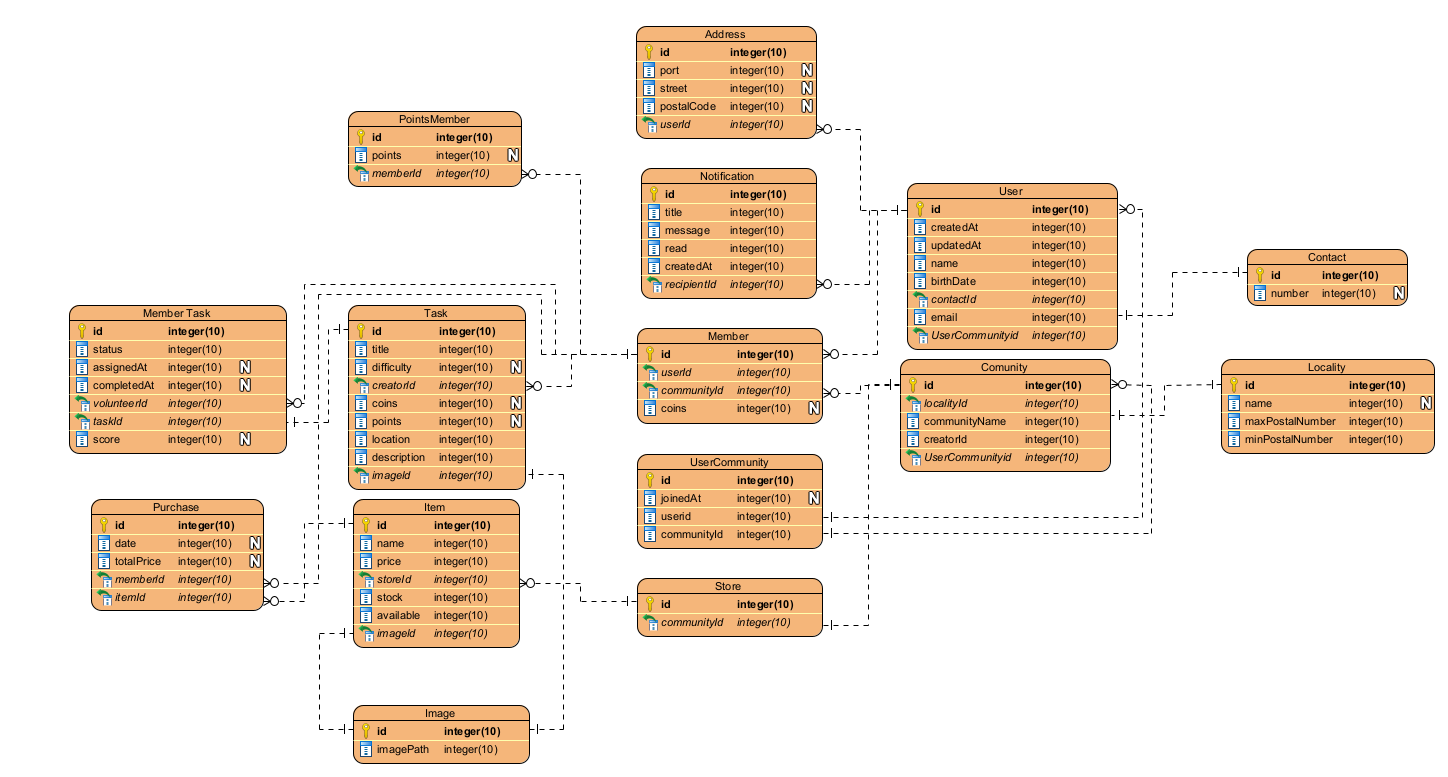 Address
id integer(10)
port integer(10) N
street integer(10) N
postalCode integer(10) N
userId integer(10)
PointsMember
id integer(10)
points integer(10) N
memberId integer(10)
Notification
id integer(10)
title integer(10)
message integer(10)
read integer(10)
createdAt integer(10)
recipientId integer(10)
User
id integer(10)
createdAt integer(10)
updatedAt integer(10)
name integer(10)
birthDate integer(10)
contactId integer(10)
email integer(10)
UserCommunityid integer(10)
Contact
id integer(10)
number integer(10) N
Member Task
id integer(10)
status integer(10)
assignedAt integer(10) N
completedAt integer(10) N
volunteerId integer(10)
taskId integer(10)
score integer(10) N
Task
id integer(10)
title integer(10)
difficulty integer(10) N
creatorId integer(10)
coins integer(10) N
points integer(10) N
location integer(10)
description integer(10)
imageId integer(10)
Member
id integer(10)
userId integer(10)
communityId integer(10)
coins integer(10) N
Comunity
id integer(10)
localityId integer(10)
communityName integer(10)
creatorId integer(10)
UserCommunityid integer(10)
Locality
id integer(10)
name integer(10) N
maxPostalNumber integer(10)
minPostalNumber integer(10)
UserCommunity
id integer(10)
joinedAt integer(10) N
userid integer(10)
communityId integer(10)
Purchase
id integer(10)
date integer(10) N
totalPrice integer(10) N
memberId integer(10)
itemId integer(10)
Item
id integer(10)
name integer(10)
price integer(10)
storeId integer(10)
stock integer(10)
available integer(10)
imageId integer(10)
Store
id integer(10)
communityId integer(10)
Image
id integer(10)
imagePath integer(10)